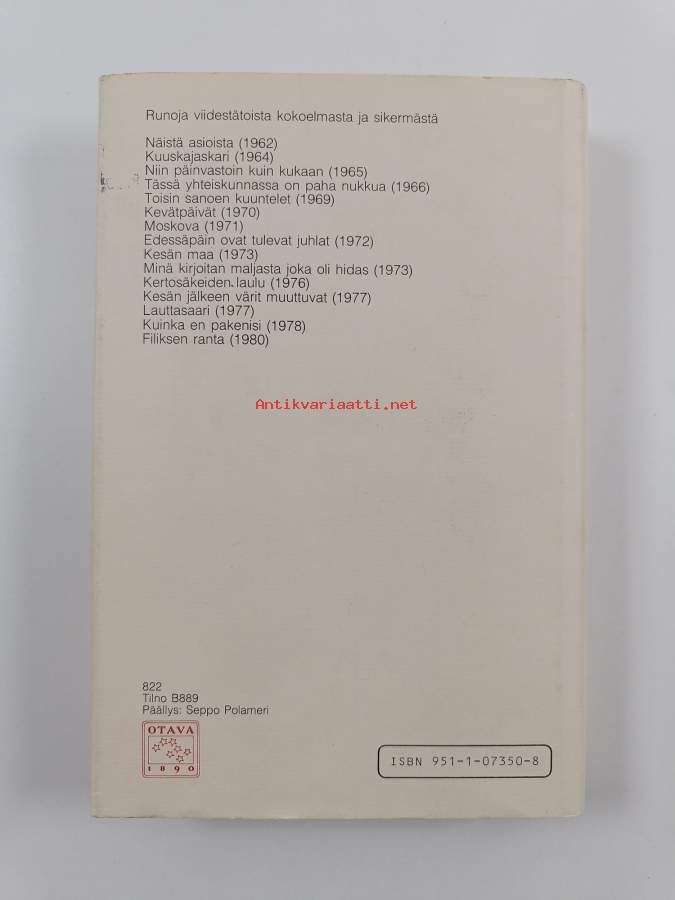 Runoja viidestätoista kokoelmasta ja sikermästä
Näistä asioista (1962)
Kuuskajaskari (1964)
Niin päinvastoin kuin kukaan (1965)
Tässä yhteiskunnassa on paha nukkua (1966)
Toisin sanoen kuuntelet (1969)
Kevätpäivät (1970)
Moskova (1971)
Edessäpäin ovat tulevat juhlat (1972)
Kesän maa (1973)
Minä kirjoitan maljasta joka oli hidas (1973)
Kertosäkeiden laulu (1976)
Kesän jälkeen värit muuttuvat (1977)
Lauttasaari (1977)
Kuinka en pakenisi (1978)
Filiksen ranta (1980)
Antikvariaatti.net
822
Tilno B889
Päällys: Seppo Polameri
OTAVA
1890
ISBN 951-1-07350-8